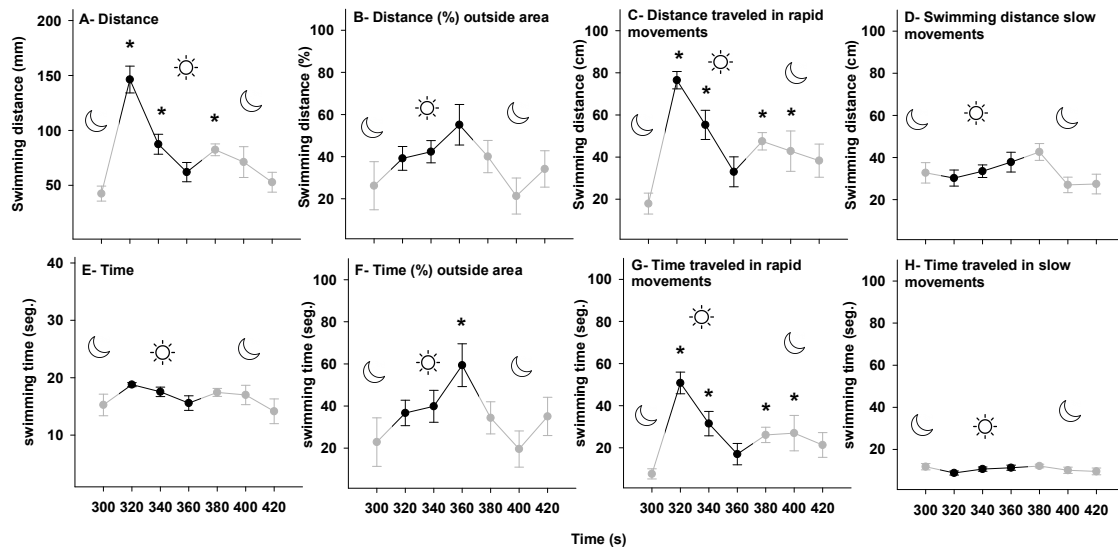 A- Distance
Swimming distance (mm)
200
150
100
50
*
*
*
B- Distance (%) outside area
Swimming distance (%)
100
80
60
40
20
C- Distance traveled in rapid
movements
Swimming distance (cm)
100
80
60
40
20
*
*
*
*
D- Swimming distance slow
movements
Swimming distance (cm)
100
80
60
40
20
E- Time
swimming time (seg.)
40
30
20
10
300 320 340 360 380 400 420
F- Time (%) outside area
swimming time (seg.)
100
80
60
40
20
*
300 320 340 360 380 400 420
G- Time traveled in rapid
movements
swimming time (seg.)
100
80
60
40
20
*
*
*
*
300 320 340 360 380 400 420
H- Time traveled in slow
movements
swimming time (seg.)
100
80
60
40
20
300 320 340 360 380 400 420
Time (s)